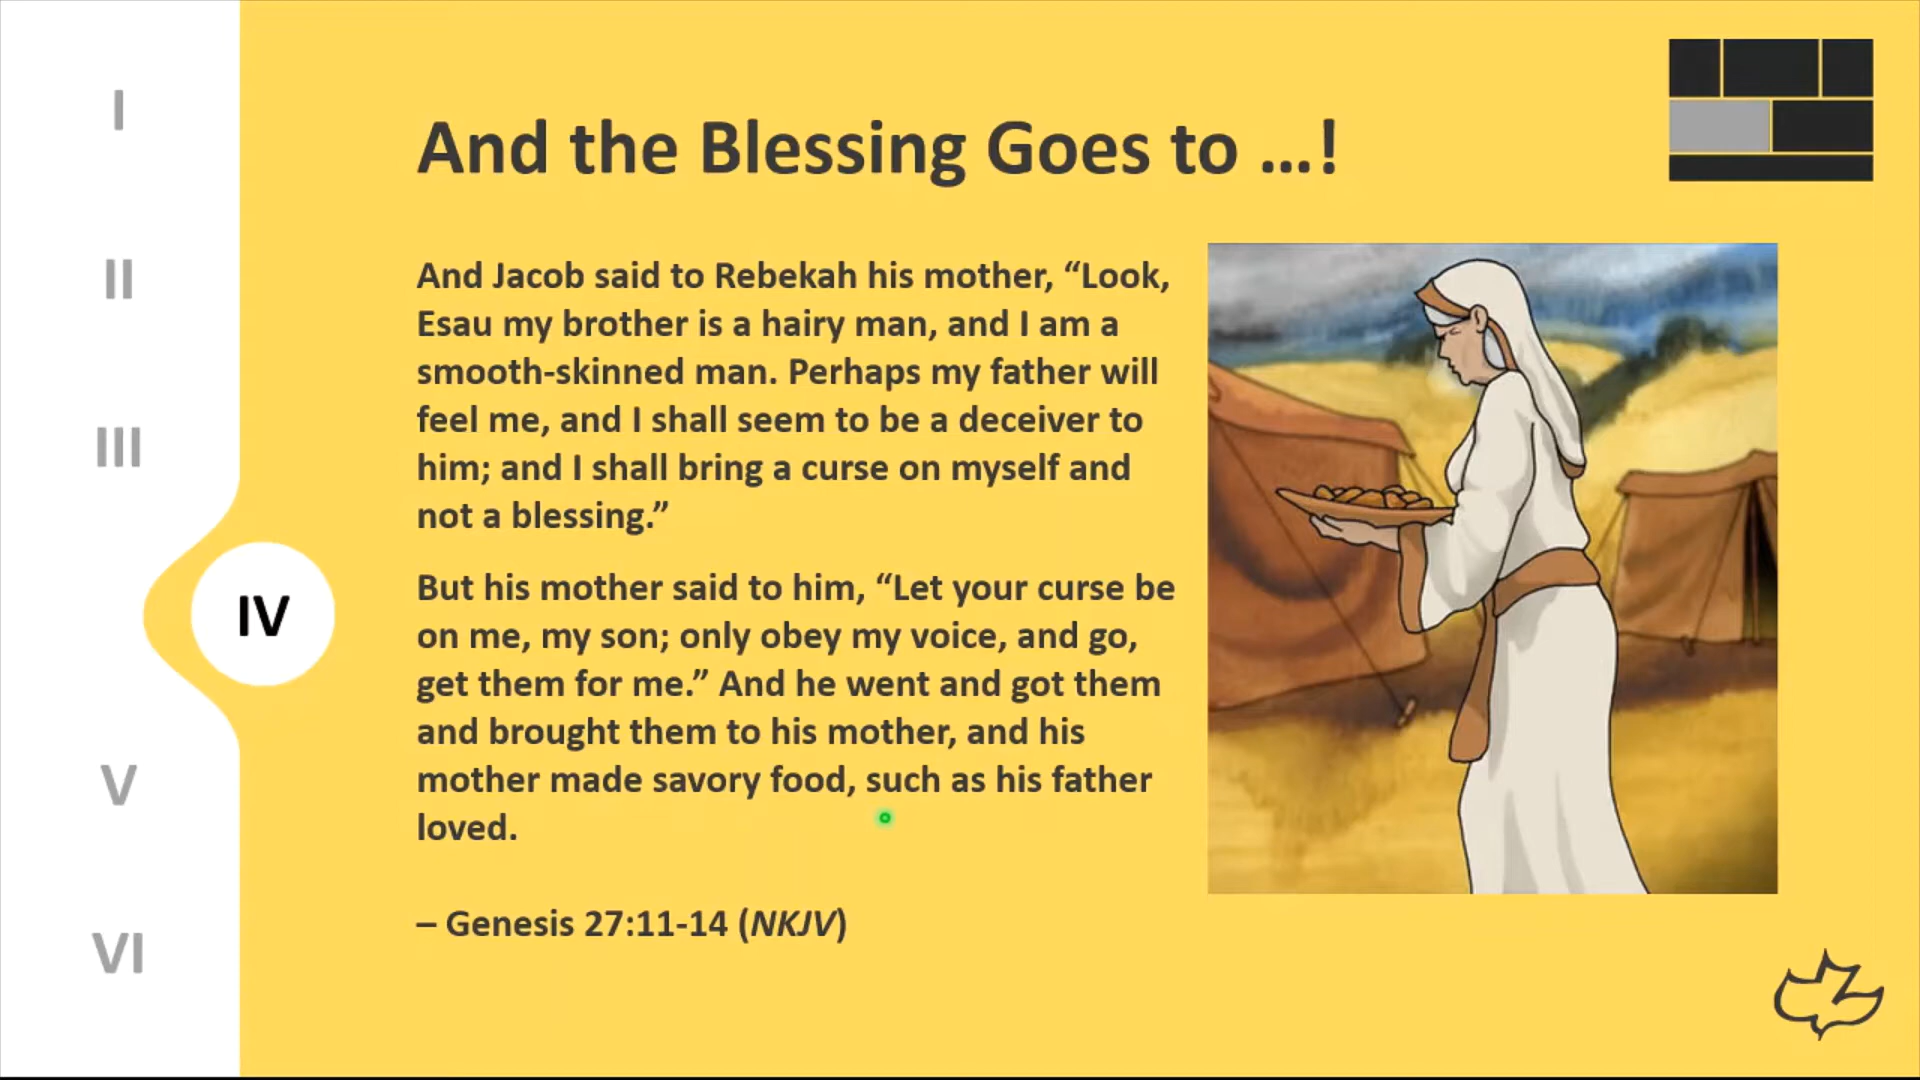 I
II
III
IV
V
VI
And the Blessing Goes to ...!
And Jacob said to Rebekah his mother, “Look,
Esau my brother is a hairy man, and I am a
smooth-skinned man. Perhaps my father will
feel me, and I shall seem to be a deceiver to
him; and I shall bring a curse on myself and
not a blessing.”
But his mother said to him, “Let your curse be
on me, my son; only obey my voice, and go,
get them for me.” And he went and got them
and brought them to his mother, and his
mother made savory food, such as his father
loved.
– Genesis 27:11-14 (NKJV)